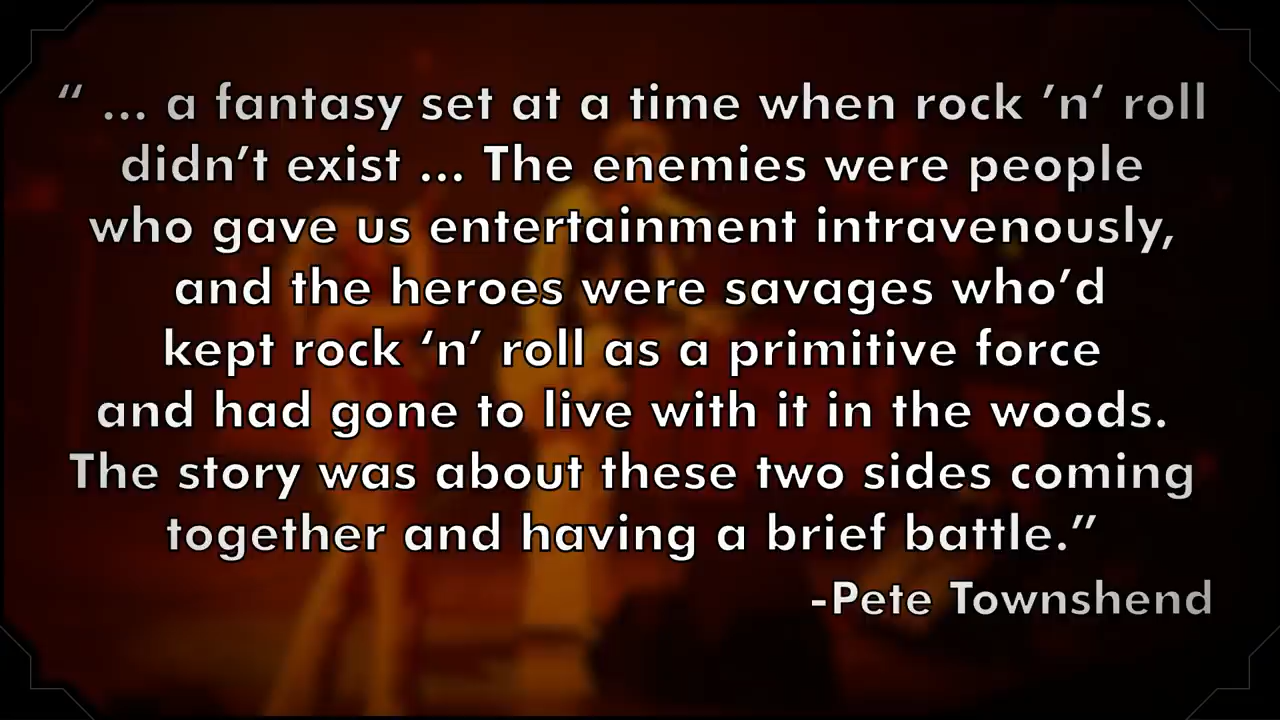 “ ... a fantasy set at a time when rock ’n‘ roll
didn’t exist ... The enemies were people
who gave us entertainment intravenously,
and the heroes were savages who’d
kept rock ‘n’ roll as a primitive force
and had gone to live with it in the woods.
The story was about these two sides coming
together and having a brief battle.”
-Pete Townshend